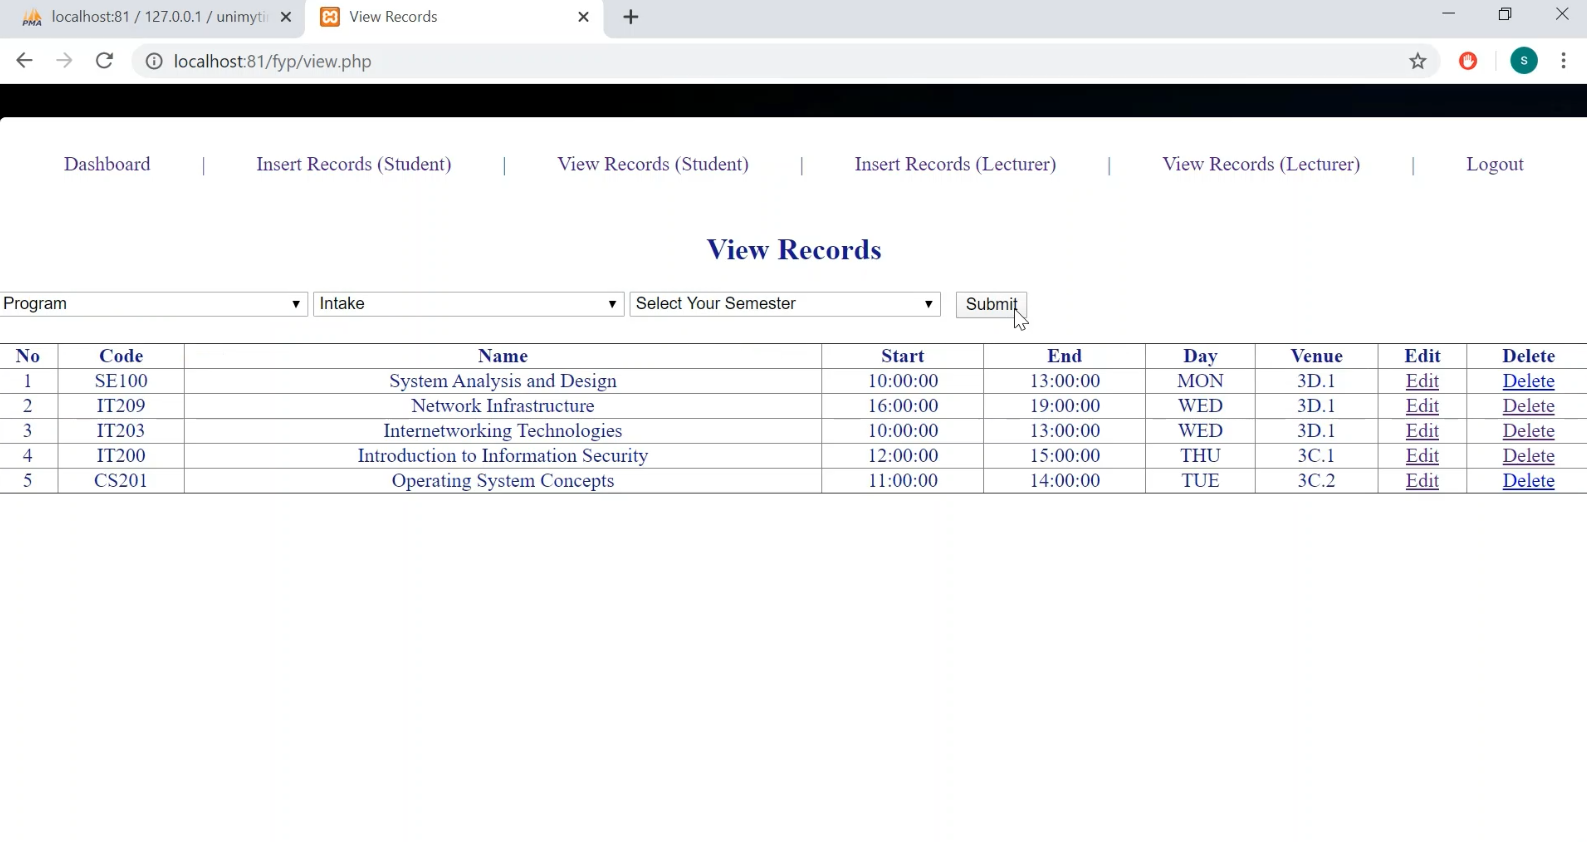 localhost:81 / 127.0.0.1 / unimyti View Records
localhost:81/fyp/view.php S
Dashboard | Insert Records (Student) | View Records (Student) | Insert Records (Lecturer) | View Records (Lecturer) | Logout
View Records
Program Intake Select Your Semester Submit
No Code Name Start End Day Venue Edit Delete
1 SE100 System Analysis and Design 10:00:00 13:00:00 MON 3D.1 Edit Delete
2 IT209 Network Infrastructure 16:00:00 19:00:00 WED 3D.1 Edit Delete
3 IT203 Internetworking Technologies 10:00:00 13:00:00 WED 3D.1 Edit Delete
4 IT200 Introduction to Information Security 12:00:00 15:00:00 THU 3C.1 Edit Delete
5 CS201 Operating System Concepts 11:00:00 14:00:00 TUE 3C.2 Edit Delete